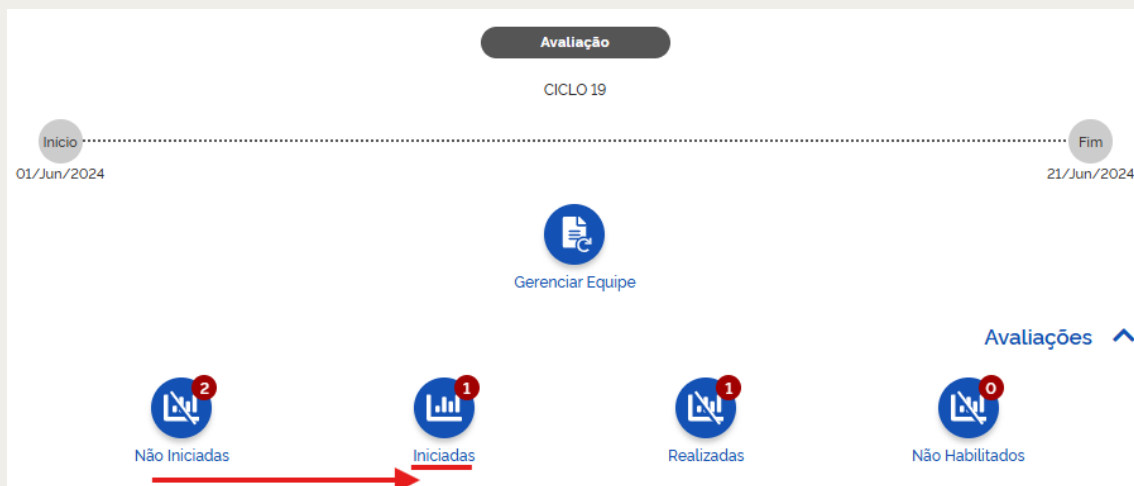 Avaliação
CICLO 19
Início
Fim
01/Jun/2024
21/Jun/2024
Gerenciar Equipe
Avaliações
2
1
1
0
Não Iniciadas
Iniciadas
Realizadas
Não Habilitados